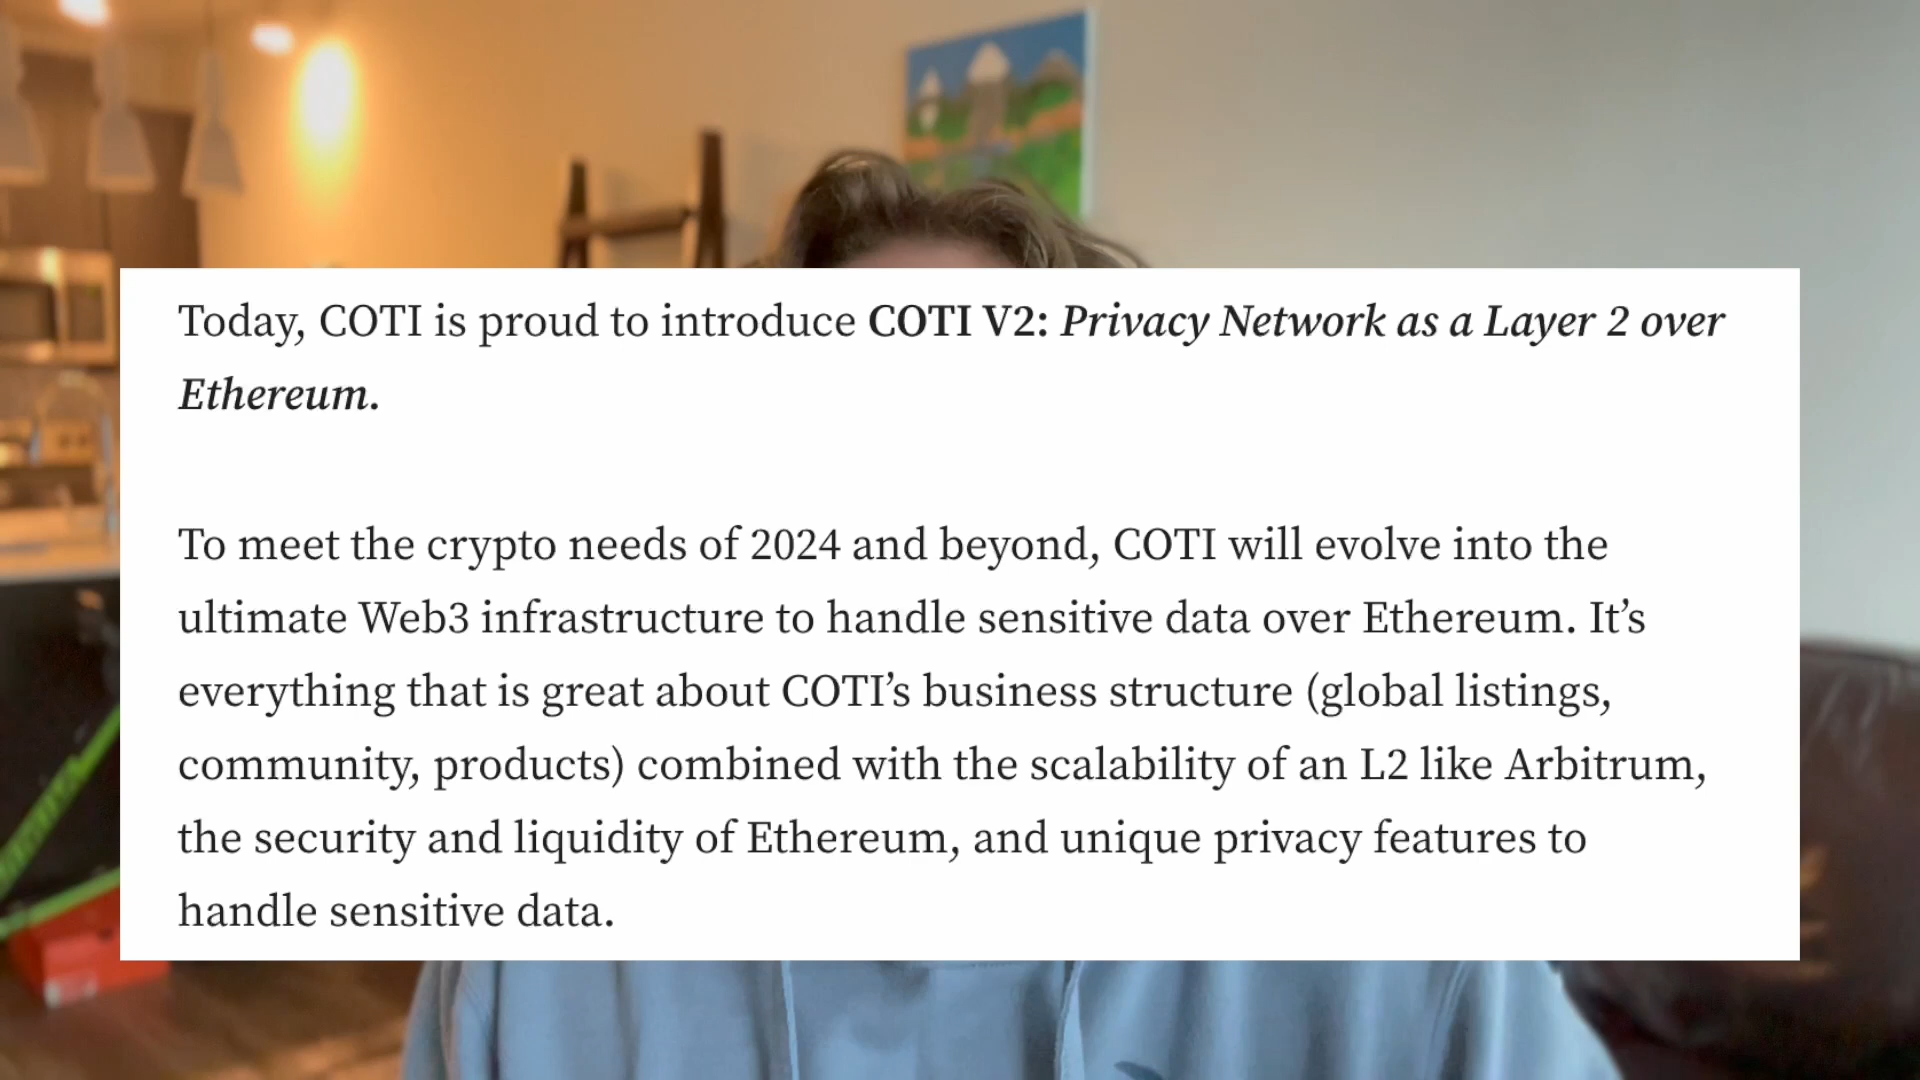 Today, COTI is proud to introduce COTI V2: Privacy Network as a Layer 2 over
Ethereum.
To meet the crypto needs of 2024 and beyond, COTI will evolve into the
ultimate Web3 infrastructure to handle sensitive data over Ethereum. It’s
everything that is great about COTI’s business structure (global listings,
community, products) combined with the scalability of an L2 like Arbitrum,
the security and liquidity of Ethereum, and unique privacy features to
handle sensitive data.